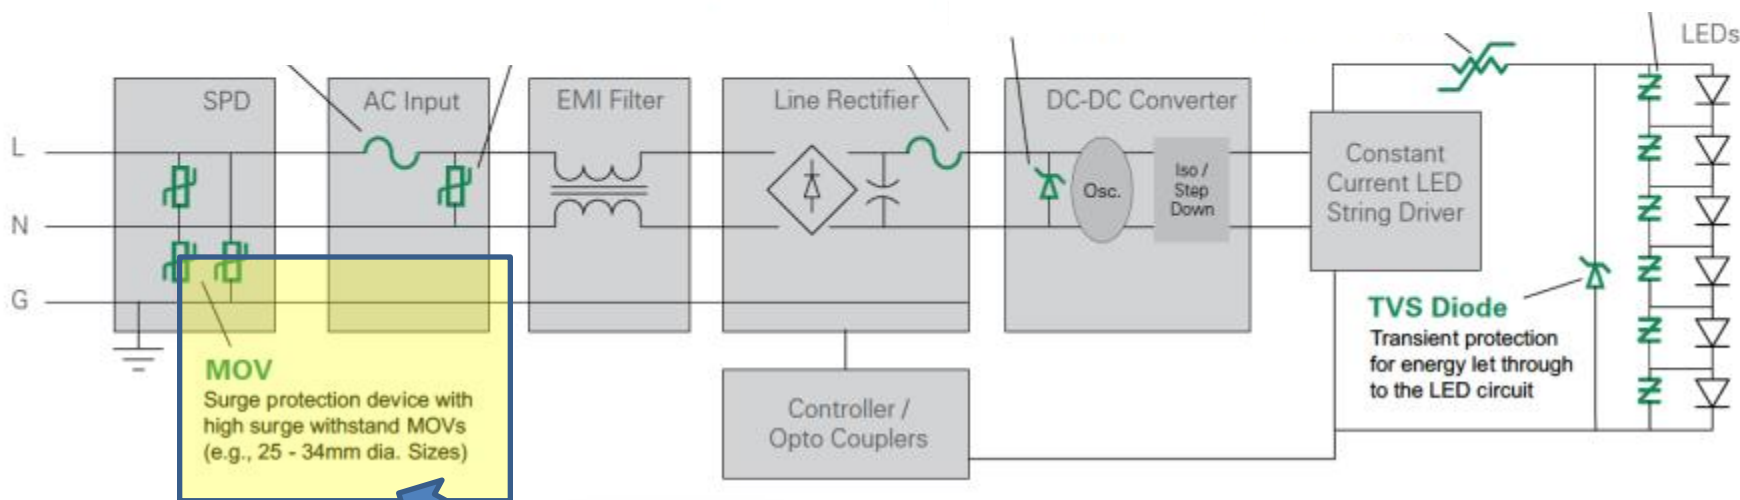 LEDs
SPD
AC Input
EMI Filter
Line Rectifier
DC-DC Converter
L
N
G
Osc.
Iso /
Step
Down
Constant
Current LED
String Driver
MOV
Surge protection device with
high surge withstand MOVs
(e.g., 25 - 34mm dia. Sizes)
Controller /
Opto Couplers
TVS Diode
Transient protection
for energy let through
to the LED circuit